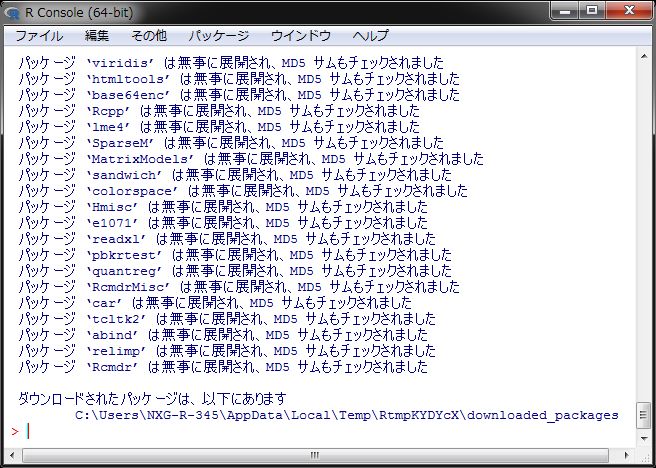 R Console (64-bit)
ファイル 編集 その他 パッケージ ウインドウ ヘルプ
パッケージ ‘viridis’ は無事に展開され、MD5 サムもチェックされました
パッケージ ‘htmltools’ は無事に展開され、MD5 サムもチェックされました
パッケージ ‘base64enc’ は無事に展開され、MD5 サムもチェックされました
パッケージ ‘Rcpp’ は無事に展開され、MD5 サムもチェックされました
パッケージ ‘lme4’ は無事に展開され、MD5 サムもチェックされました
パッケージ ‘SparseM’ は無事に展開され、MD5 サムもチェックされました
パッケージ ‘MatrixModels’ は無事に展開され、MD5 サムもチェックされました
パッケージ ‘sandwich’ は無事に展開され、MD5 サムもチェックされました
パッケージ ‘colorspace’ は無事に展開され、MD5 サムもチェックされました
パッケージ ‘Hmisc’ は無事に展開され、MD5 サムもチェックされました
パッケージ ‘e1071’ は無事に展開され、MD5 サムもチェックされました
パッケージ ‘readxl’ は無事に展開され、MD5 サムもチェックされました
パッケージ ‘pbkrtest’ は無事に展開され、MD5 サムもチェックされました
パッケージ ‘quantreg’ は無事に展開され、MD5 サムもチェックされました
パッケージ ‘RcmdrMisc’ は無事に展開され、MD5 サムもチェックされました
パッケージ ‘car’ は無事に展開され、MD5 サムもチェックされました
パッケージ ‘tcltk2’ は無事に展開され、MD5 サムもチェックされました
パッケージ ‘abind’ は無事に展開され、MD5 サムもチェックされました
パッケージ ‘relimp’ は無事に展開され、MD5 サムもチェックされました
パッケージ ‘Rcmdr’ は無事に展開され、MD5 サムもチェックされました
ダウンロードされたパッケージは、以下にあります
C:\Users\NXG-R-345\AppData\Local\Temp\RtmpKYDYcX\downloaded_packages
>